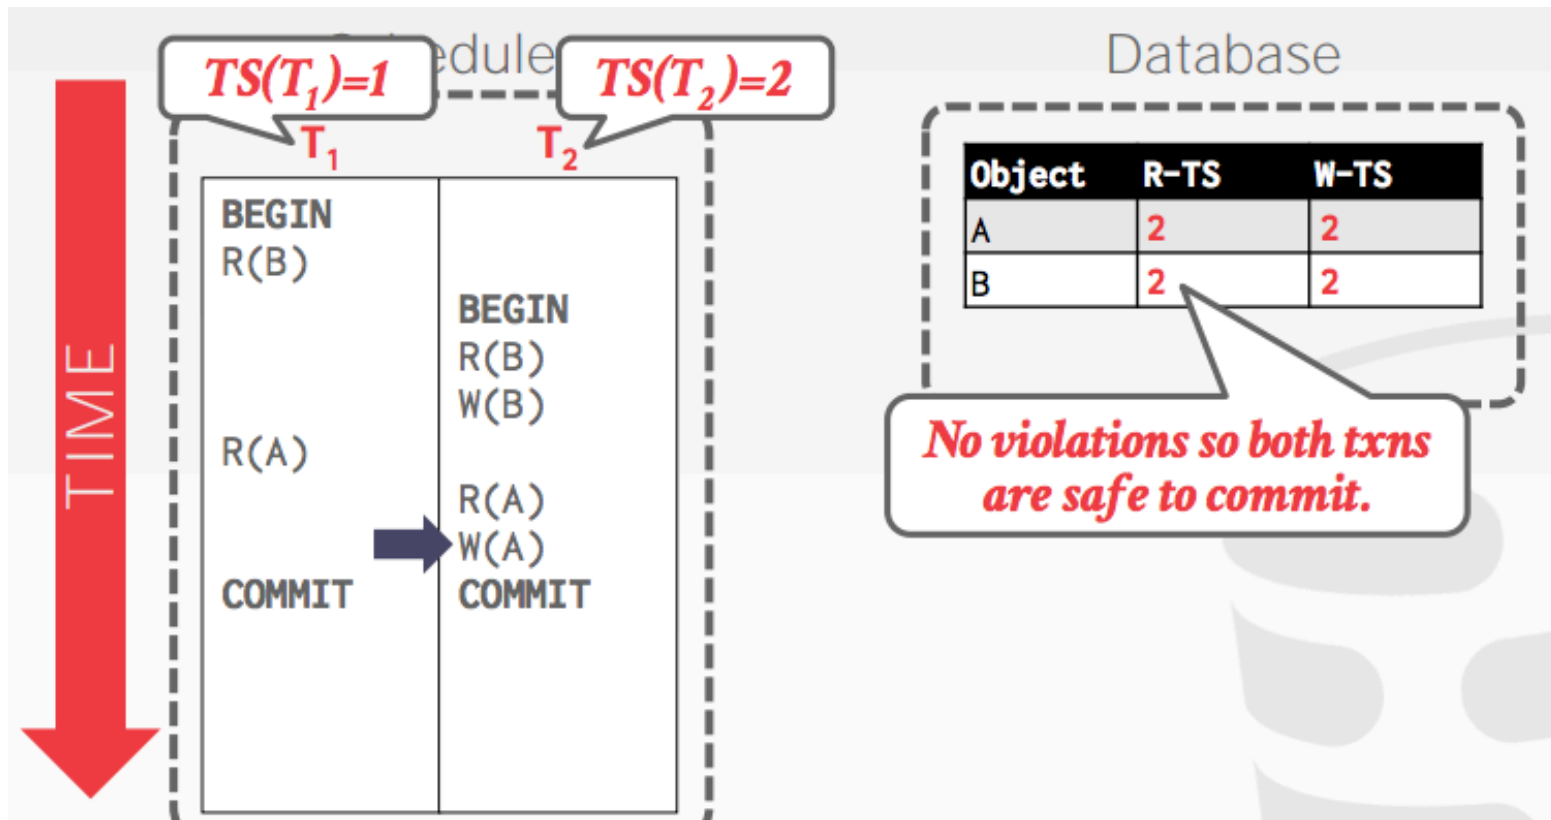 Schedule
Database
TS(T1)=1
TS(T2)=2
T1
T2
BEGIN
R(B)
BEGIN
R(B)
W(B)
R(A)
R(A)
W(A)
COMMIT
COMMIT
TIME
Object R-TS W-TS
A 2 2
B 2 2
No violations so both txns
are safe to commit.